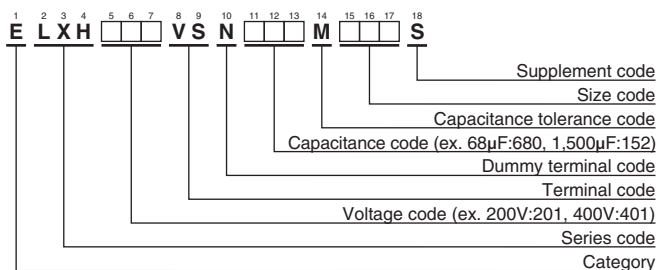 1 2 3 4 5 6 7 8 9 10 11 12 13 14 15 16 17 18
E L X H □□□ V S N □□□ M □□□ S
Supplement code
Size code
Capacitance tolerance code
Capacitance code (ex. 68µF:680, 1,500µF:152)
Dummy terminal code
Terminal code
Voltage code (ex. 200V:201, 400V:401)
Series code
Category